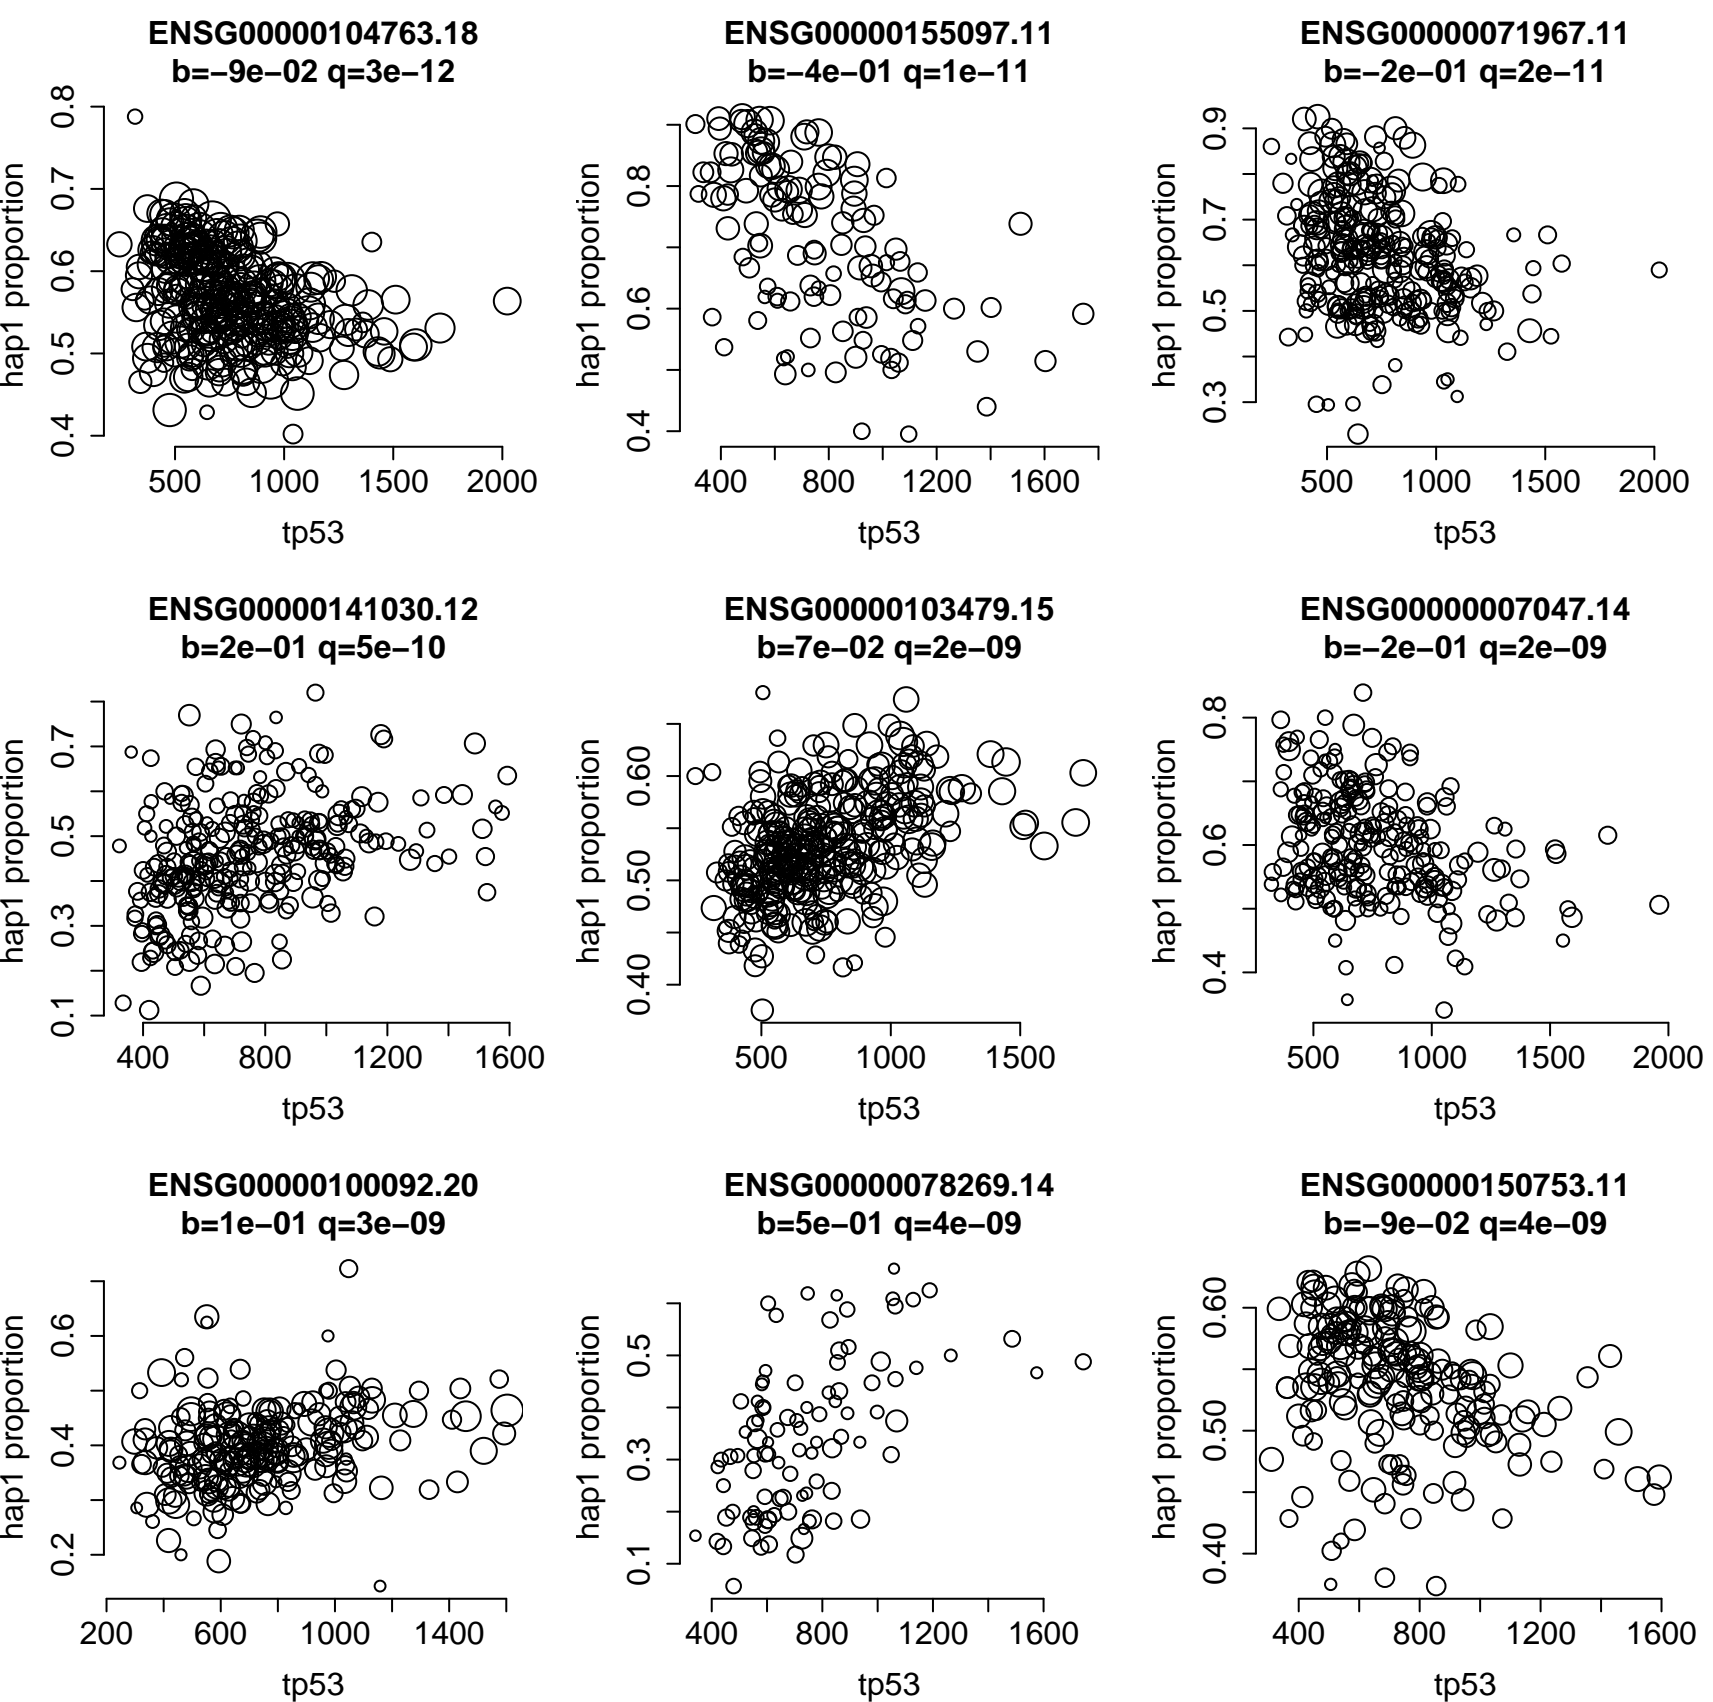 ENSG00000104763.18
b=−9e−02 q=3e−12
hap1 proportion
0.4 0.5 0.6 0.7 0.8
500 1000 1500 2000
tp53
ENSG00000155097.11
b=−4e−01 q=1e−11
hap1 proportion
0.4 0.6 0.8
400 800 1200 1600
tp53
ENSG00000071967.11
b=−2e−01 q=2e−11
hap1 proportion
0.3 0.5 0.7 0.9
500 1000 1500 2000
tp53
ENSG00000141030.12
b=2e−01 q=5e−10
hap1 proportion
0.1 0.3 0.5 0.7
400 800 1200 1600
tp53
ENSG00000103479.15
b=7e−02 q=2e−09
hap1 proportion
0.40 0.50 0.60
500 1000 1500
tp53
ENSG00000007047.14
b=−2e−01 q=2e−09
hap1 proportion
0.4 0.6 0.8
500 1000 1500 2000
tp53
ENSG00000100092.20
b=1e−01 q=3e−09
hap1 proportion
0.2 0.4 0.6
200 600 1000 1400
tp53
ENSG00000078269.14
b=5e−01 q=4e−09
hap1 proportion
0.1 0.3 0.5
400 800 1200 1600
tp53
ENSG00000150753.11
b=−9e−02 q=4e−09
hap1 proportion
0.40 0.50 0.60
400 800 1200 1600
tp53